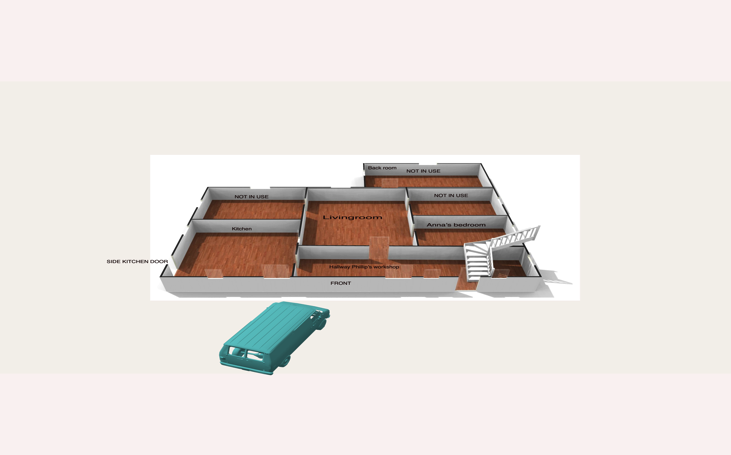 Back room
NOT IN USE
NOT IN USE
NOT IN USE
Livingroom
Anna's bedroom
Kitchen
SIDE KITCHEN DOOR
Hallway Philip's workshop
FRONT